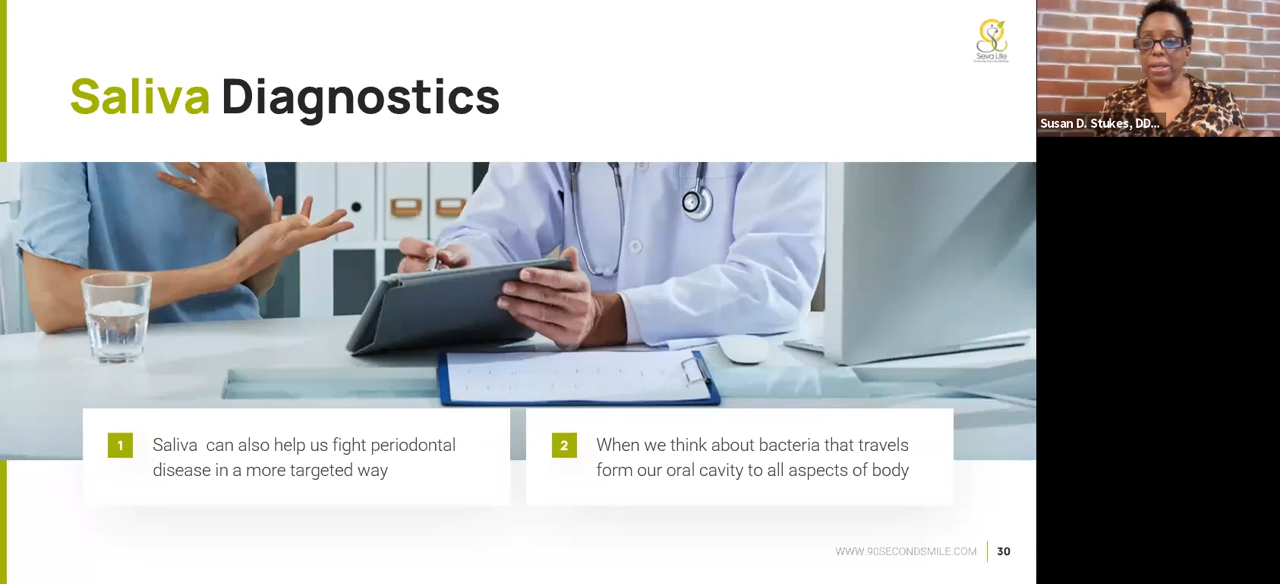 Seva Life
Saliva Diagnostics
Susan D. Stukes, DD...
1
Saliva can also help us fight periodontal
disease in a more targeted way
2
When we think about bacteria that travels
form our oral cavity to all aspects of body
WWW.90SECONDSMILE.COM
30